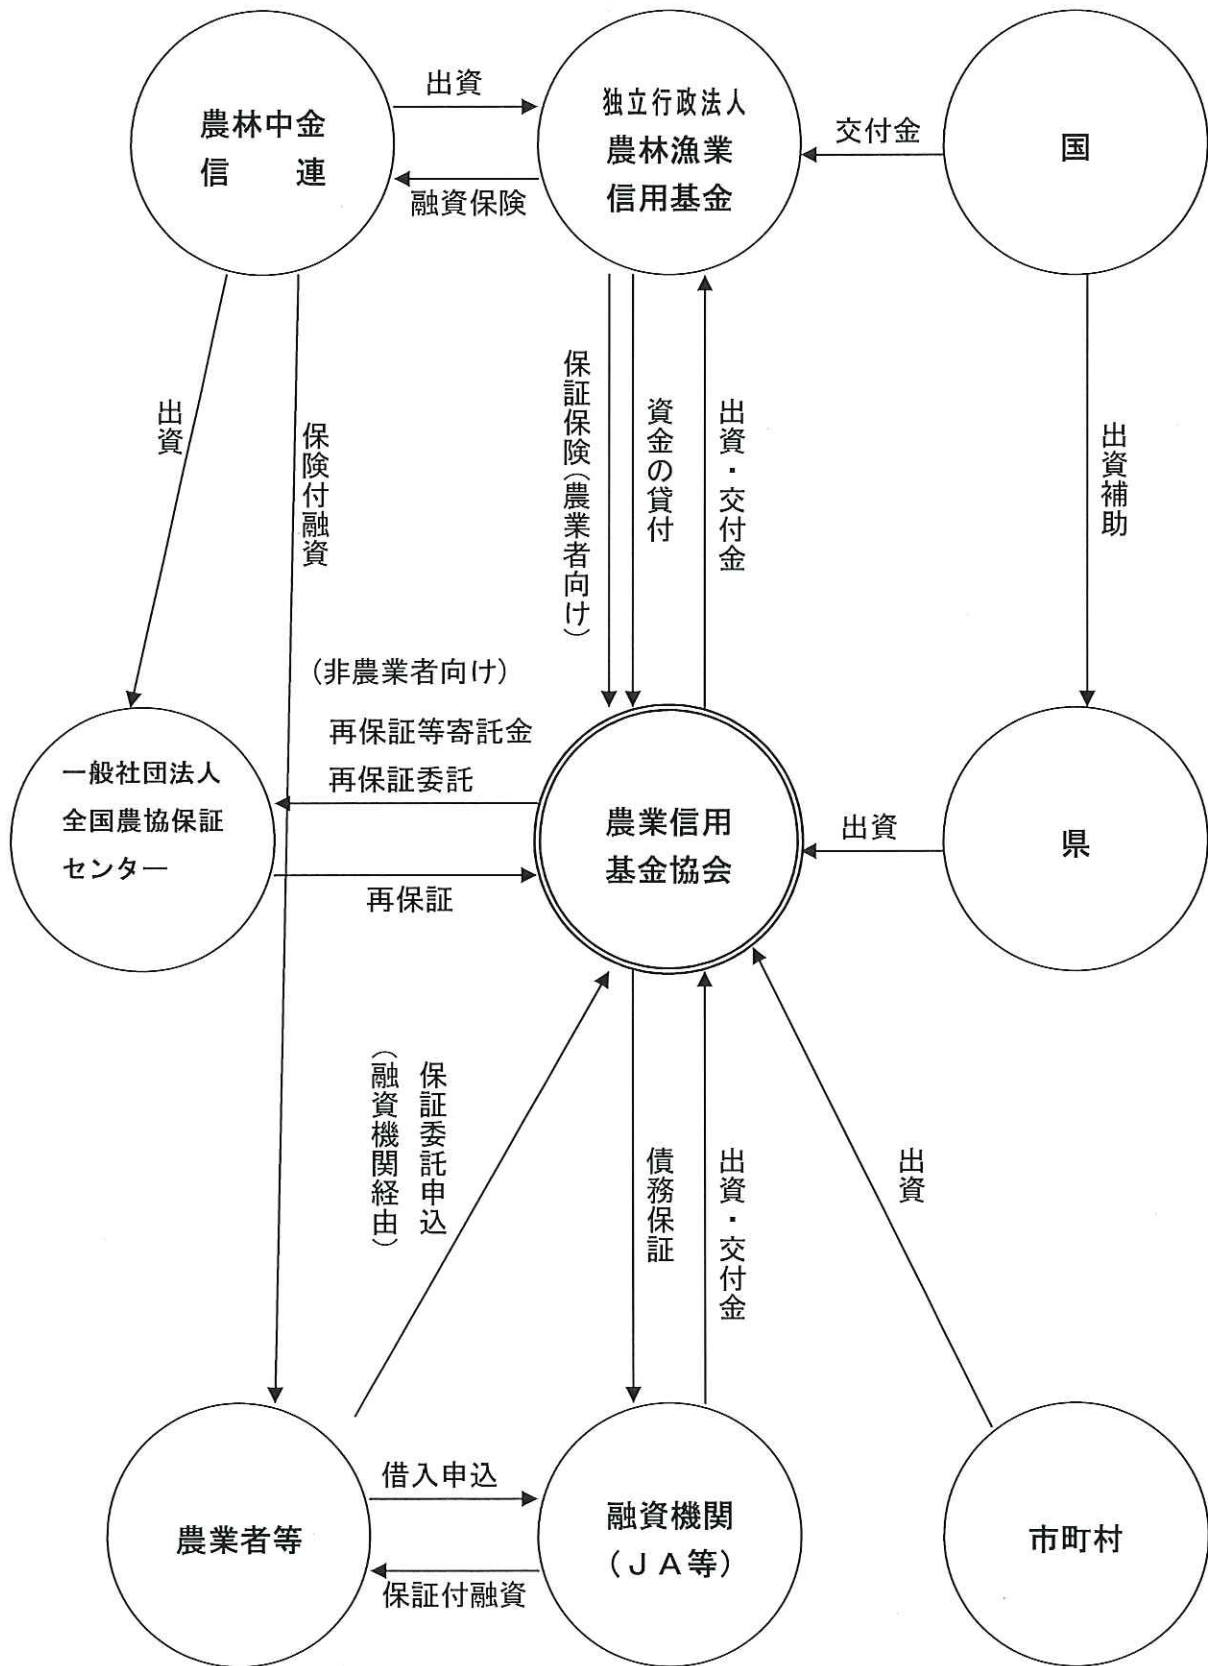 農林中金
信　　連
出資
融資保険
独立行政法人
農林漁業
信用基金
交付金
国
出資
保険付融資
保証保険(農業者向け)
資金の貸付
出資・交付金
出資補助
(非農業者向け)
再保証等寄託金
再保証委託
再保証
一般社団法人
全国農協保証
センター
農業信用
基金協会
出資
県
保証委託申込
(融資機関経由)
債務保証
出資・交付金
出資
農業者等
借入申込
保証付融資
融資機関
(ＪＡ等)
市町村